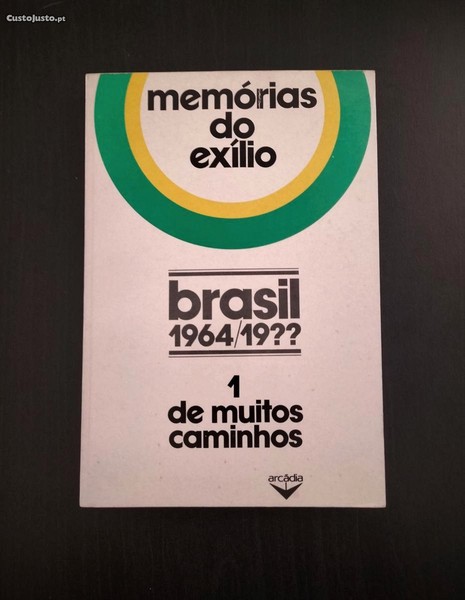 CustoJusto.pt
memórias
do
exílio
brasil
1964/19??
1
de muitos
caminhos
arcádia